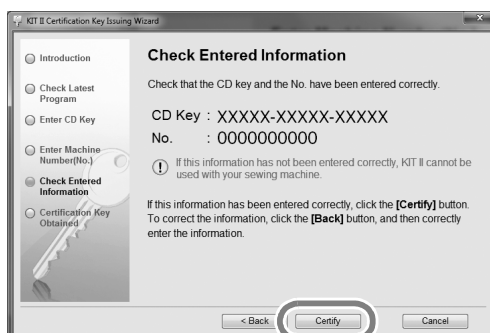 KIT II Certification Key Issuing Wizard
Introduction
Check Latest
Program
Enter CD Key
Enter Machine
Number(No.)
Check Entered
Information
Certification Key
Obtained
Check Entered Information
Check that the CD key and the No. have been entered correctly.
CD Key : XXXXX-XXXXX-XXXXX
No. : 0000000000
If this information has not been entered correctly, KIT II cannot be
used with your sewing machine.
If this information has been entered correctly, click the [Certify] button.
To correct the information, click the [Back] button, and then correctly
enter the information.
< Back
Certify
Cancel